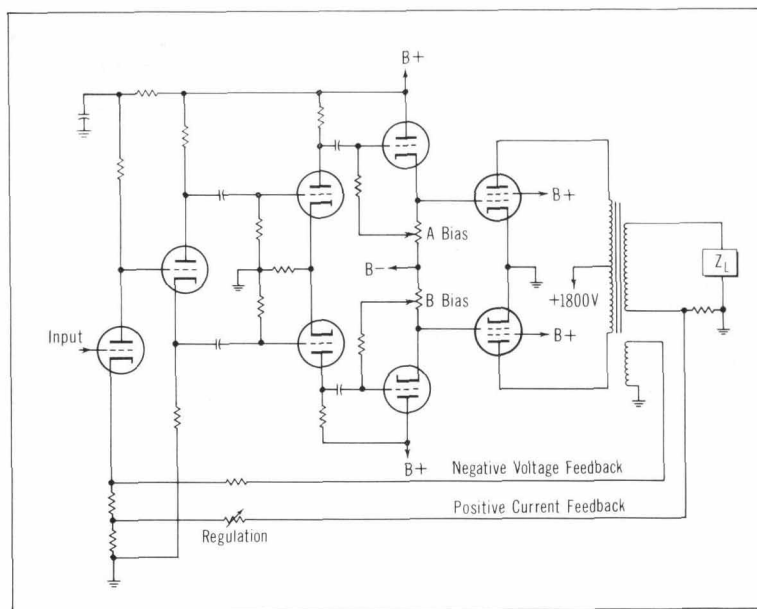 B+
B+
A Bias
B-
+1800V
Z_L
B Bias
B+
Input
B+
Negative Voltage Feedback
Positive Current Feedback
Regulation